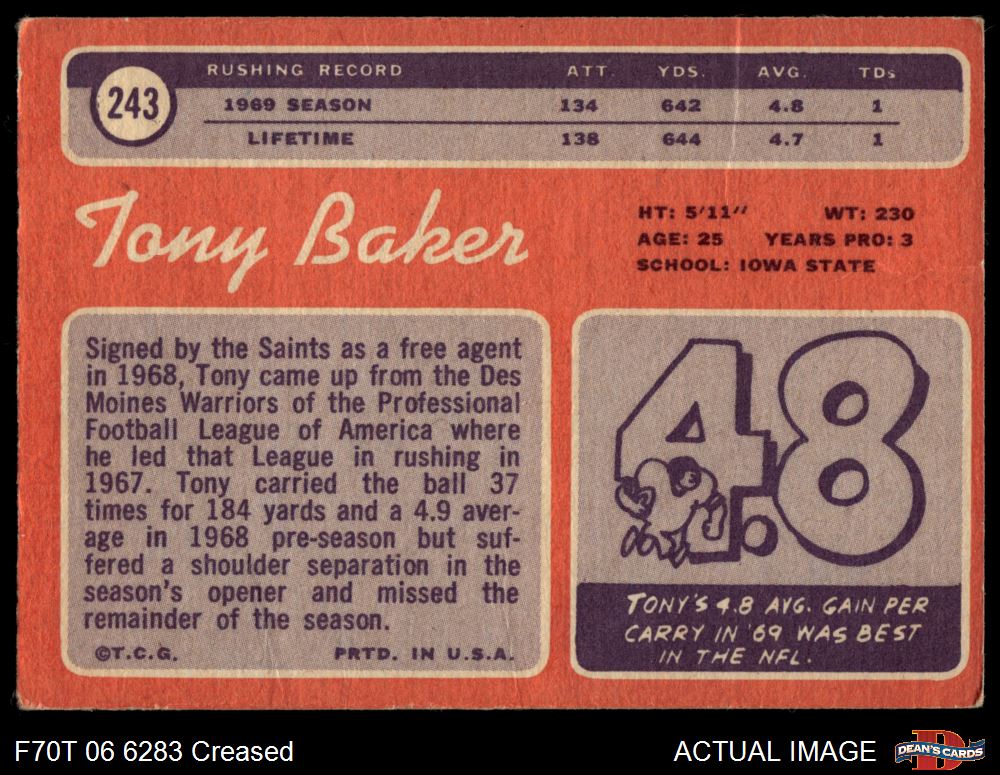 243
RUSHING RECORD ATT. YDS. AVG. TDs
1969 SEASON 134 642 4.8 1
LIFETIME 138 644 4.7 1
Tony Baker
HT: 5'11" WT: 230
AGE: 25 YEARS PRO: 3
SCHOOL: IOWA STATE
Signed by the Saints as a free agent
in 1968, Tony came up from the Des
Moines Warriors of the Professional
Football League of America where
he led that League in rushing in
1967. Tony carried the ball 37
times for 184 yards and a 4.9 aver-
age in 1968 pre-season but suf-
fered a shoulder separation in the
season's opener and missed the
remainder of the season.
©T.C.G. PRTD. IN U.S.A.
4.8
TONY'S 4.8 AVG. GAIN PER
CARRY IN '69 WAS BEST
IN THE NFL.
F70T 06 6283 Creased
ACTUAL IMAGE
D
DEAN'S CARDS